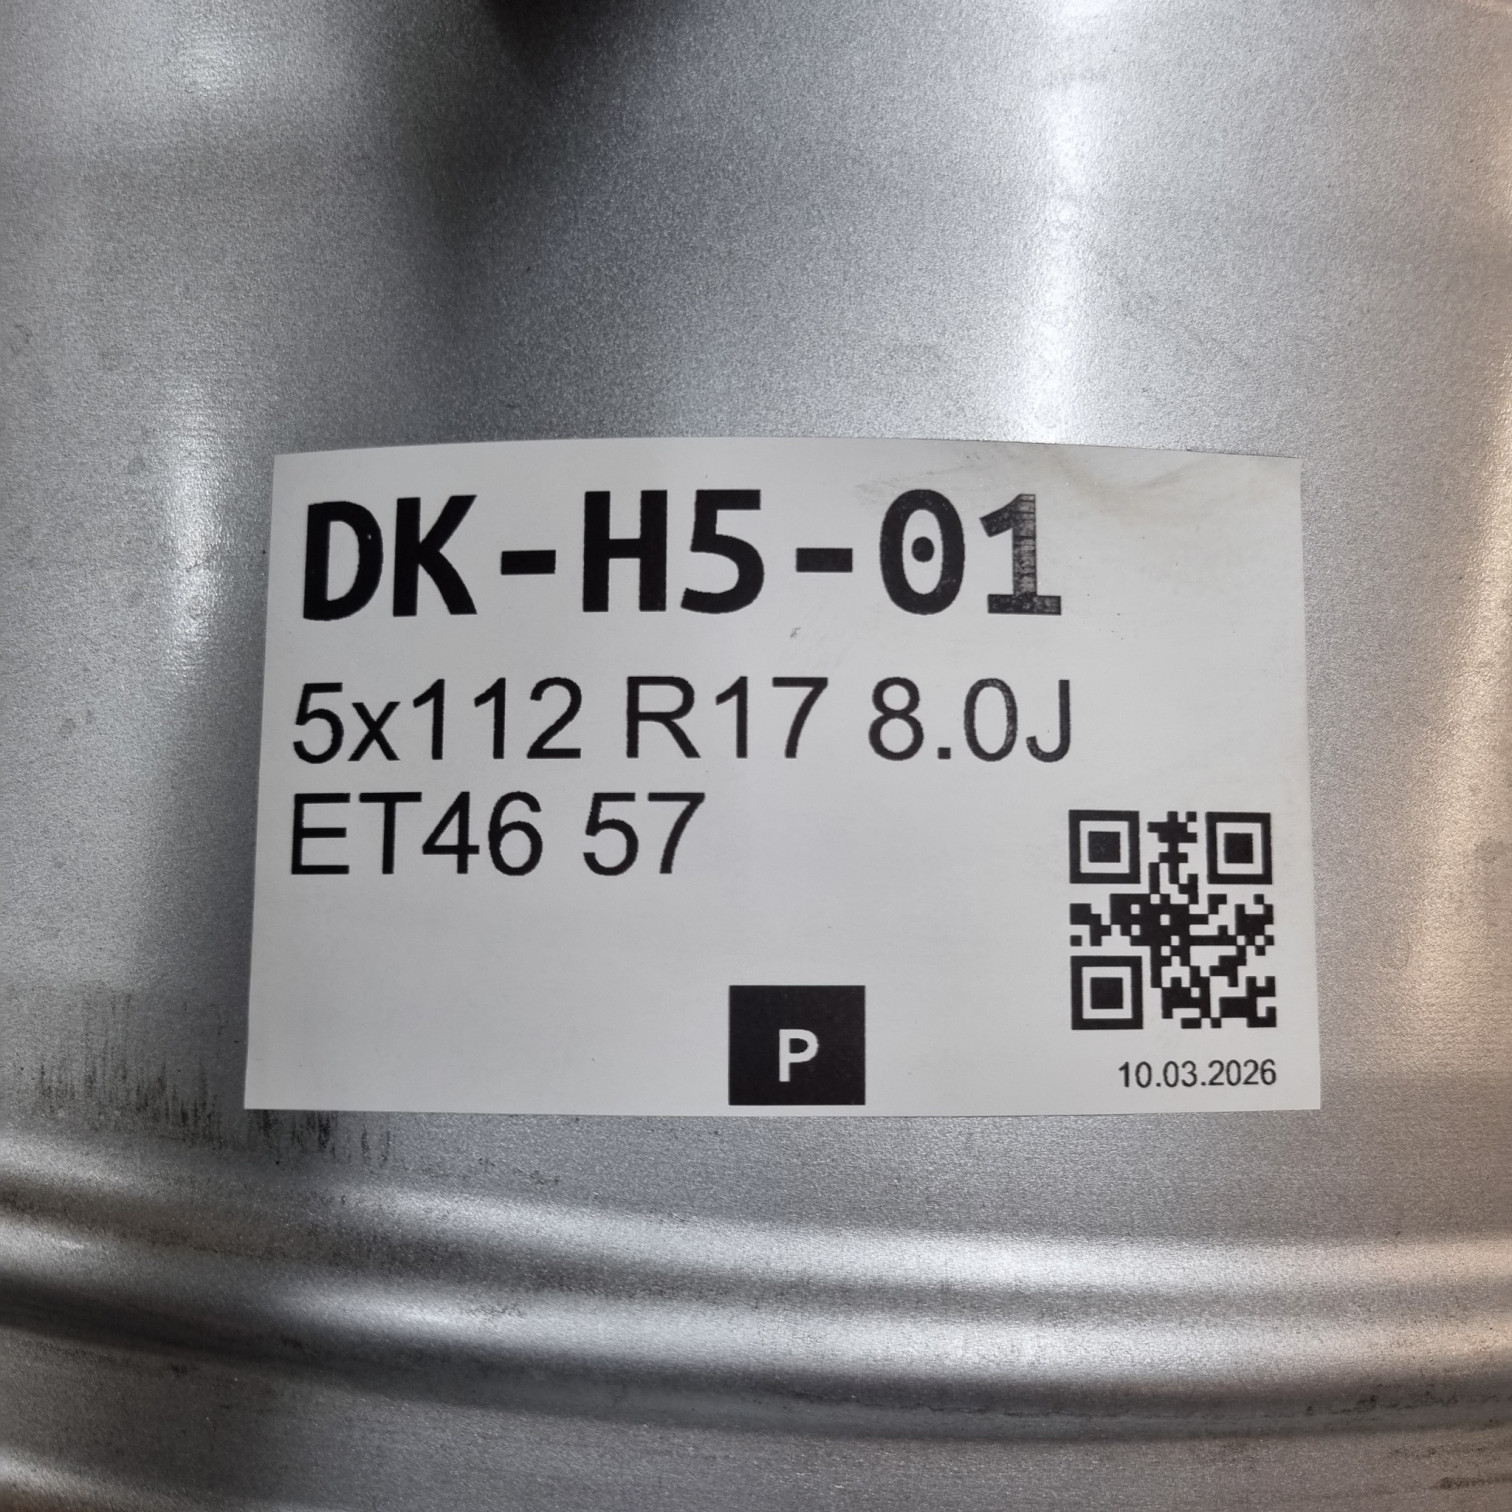 DK-H5-01
5x112 R17 8.0J
ET46 57
P
10.03.2026